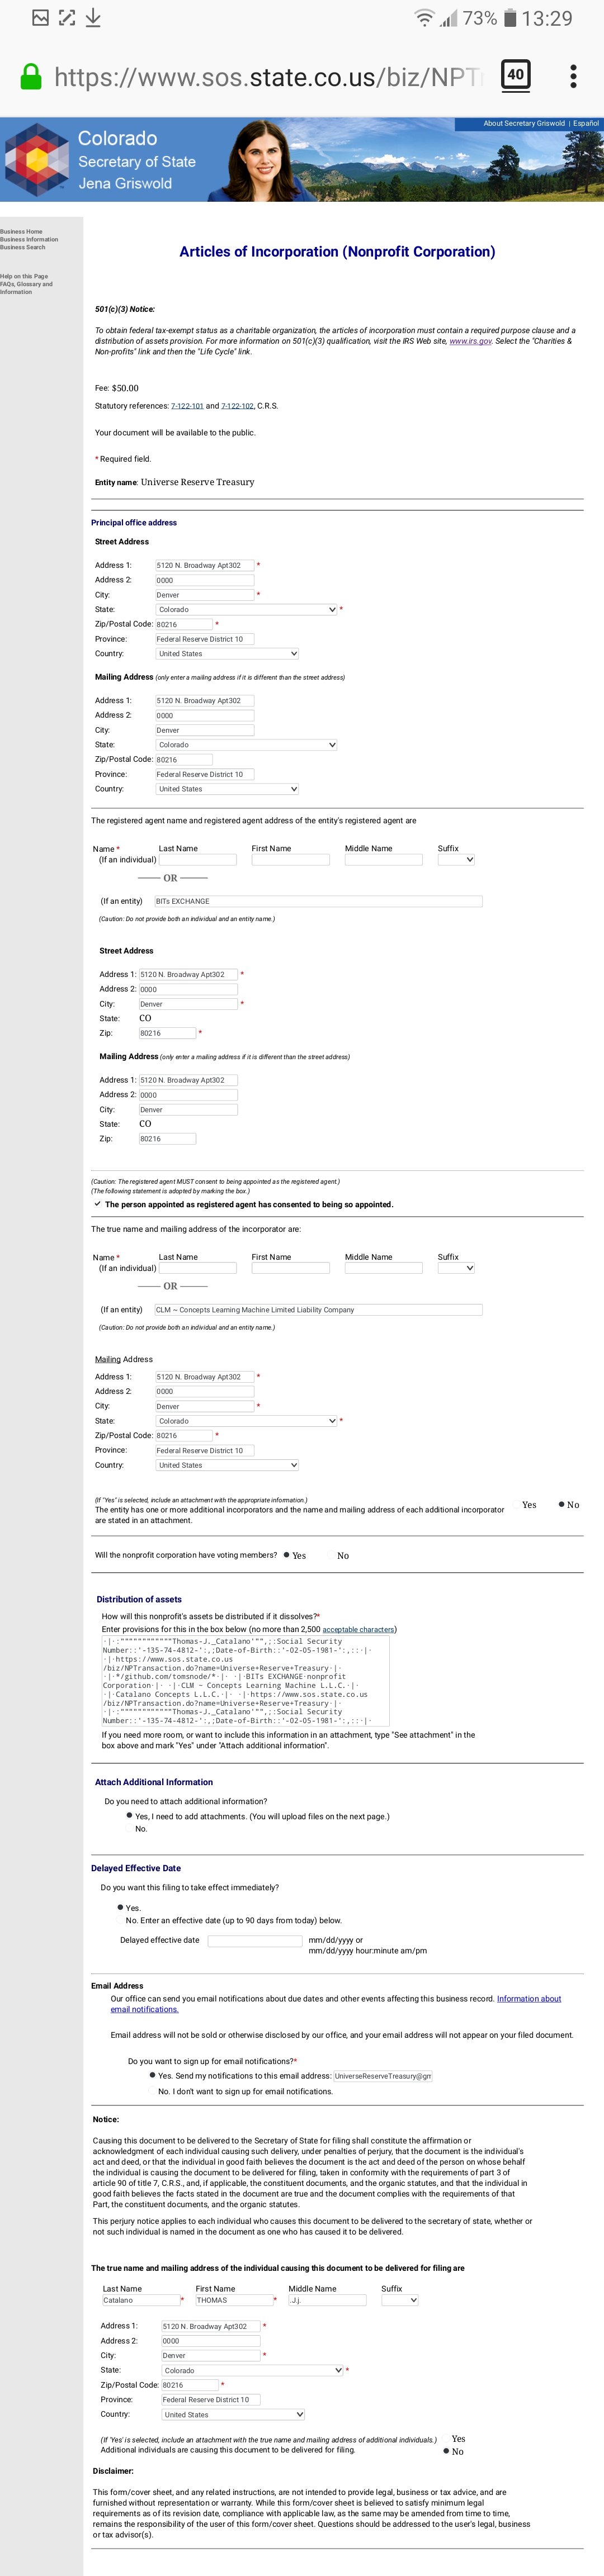 73% 13:29
https://www.sos.state.co.us/biz/NPT
40
About Secretary Griswold | Español
Colorado
Secretary of State
Jena Griswold
Business Home
Business Information
Business Search
Help on this Page
FAQs, Glossary and
Information
Articles of Incorporation (Nonprofit Corporation)
501(c)(3) Notice:
To obtain federal tax-exempt status as a charitable organization, the articles of incorporation must contain a required purpose clause and a
distribution of assets provision. For more information on 501(c)(3) qualification, visit the IRS Web site, www.irs.gov. Select the "Charities &
Non-profits" link and then the "Life Cycle" link.
Fee: $50.00
Statutory references: 7-122-101 and 7-122-102, C.R.S.
Your document will be available to the public.
* Required field.
Entity name: Universe Reserve Treasury
Principal office address
Street Address
Address 1: 5120 N. Broadway Apt302 *
Address 2: 0000
City: Denver *
State: Colorado *
Zip/Postal Code: 80216 *
Province: Federal Reserve District 10
Country: United States
Mailing Address (only enter a mailing address if it is different than the street address)
Address 1: 5120 N. Broadway Apt302
Address 2: 0000
City: Denver
State: Colorado
Zip/Postal Code: 80216
Province: Federal Reserve District 10
Country: United States
The registered agent name and registered agent address of the entity's registered agent are
Name * Last Name First Name Middle Name Suffix
(If an individual)
OR
(If an entity) BITs EXCHANGE
(Caution: Do not provide both an individual and an entity name.)
Street Address
Address 1: 5120 N. Broadway Apt302 *
Address 2: 0000
City: Denver *
State: CO
Zip: 80216 *
Mailing Address (only enter a mailing address if it is different than the street address)
Address 1: 5120 N. Broadway Apt302
Address 2: 0000
City: Denver
State: CO
Zip: 80216
(Caution: The registered agent MUST consent to being appointed as the registered agent.)
(The following statement is adopted by marking the box.)
✓ The person appointed as registered agent has consented to being so appointed.
The true name and mailing address of the incorporator are:
Name * Last Name First Name Middle Name Suffix
(If an individual)
OR
(If an entity) CLM ~ Concepts Learning Machine Limited Liability Company
(Caution: Do not provide both an individual and an entity name.)
Mailing Address
Address 1: 5120 N. Broadway Apt302 *
Address 2: 0000
City: Denver *
State: Colorado *
Zip/Postal Code: 80216 *
Province: Federal Reserve District 10
Country: United States
(If "Yes" is selected, include an attachment with the appropriate information.)
The entity has one or more additional incorporators and the name and mailing address of each additional incorporator Yes No
are stated in an attachment.
Will the nonprofit corporation have voting members? Yes No
Distribution of assets
How will this nonprofit's assets be distributed if it dissolves?*
Enter provisions for this in the box below (no more than 2,500 acceptable characters)
·|·:""""""""""""Thomas-J._Catalano'"",;:Social Security
Number::'-135-74-4812-':,;Date-of-Birth::'-02-05-1981-':,::·|·
·|·https://www.sos.state.co.us
/biz/NPTransaction.do?name=Universe+Reserve+Treasury·|·
·|·*/github.com/tomsnode/*·|· ·|·BITs EXCHANGE·nonprofit
Corporation·|· ·|·CLM ~ Concepts Learning Machine L.L.C.·|·
·|·Catalano Concepts L.L.C.·|· ·|·https://www.sos.state.co.us
/biz/NPTransaction.do?name=Universe+Reserve+Treasury·|·
·|·:""""""""""""Thomas-J._Catalano'"",;:Social Security
Number::'-135-74-4812-':,;Date-of-Birth::'-02-05-1981-':,::·|·
If you need more room, or want to include this information in an attachment, type "See attachment" in the
box above and mark "Yes" under "Attach additional information".
Attach Additional Information
Do you need to attach additional information?
Yes, I need to add attachments. (You will upload files on the next page.)
No.
Delayed Effective Date
Do you want this filing to take effect immediately?
Yes.
No. Enter an effective date (up to 90 days from today) below.
Delayed effective date mm/dd/yyyy or
mm/dd/yyyy hour:minute am/pm
Email Address
Our office can send you email notifications about due dates and other events affecting this business record. Information about
email notifications.
Email address will not be sold or otherwise disclosed by our office, and your email address will not appear on your filed document.
Do you want to sign up for email notifications?*
Yes. Send my notifications to this email address: UniverseReserveTreasury@gm
No. I don't want to sign up for email notifications.
Notice:
Causing this document to be delivered to the Secretary of State for filing shall constitute the affirmation or
acknowledgment of each individual causing such delivery, under penalties of perjury, that the document is the individual's
act and deed, or that the individual in good faith believes the document is the act and deed of the person on whose behalf
the individual is causing the document to be delivered for filing, taken in conformity with the requirements of part 3 of
article 90 of title 7, C.R.S., and, if applicable, the constituent documents, and the organic statutes, and that the individual in
good faith believes the facts stated in the document are true and the document complies with the requirements of that
Part, the constituent documents, and the organic statutes.
This perjury notice applies to each individual who causes this document to be delivered to the secretary of state, whether or
not such individual is named in the document as one who has caused it to be delivered.
The true name and mailing address of the individual causing this document to be delivered for filing are
Last Name First Name Middle Name Suffix
Catalano * THOMAS * .J.j.
Address 1: 5120 N. Broadway Apt302 *
Address 2: 0000
City: Denver *
State: Colorado *
Zip/Postal Code: 80216 *
Province: Federal Reserve District 10
Country: United States
(If 'Yes' is selected, include an attachment with the true name and mailing address of additional individuals.) Yes
Additional individuals are causing this document to be delivered for filing. No
Disclaimer:
This form/cover sheet, and any related instructions, are not intended to provide legal, business or tax advice, and are
furnished without representation or warranty. While this form/cover sheet is believed to satisfy minimum legal
requirements as of its revision date, compliance with applicable law, as the same may be amended from time to time,
remains the responsibility of the user of this form/cover sheet. Questions should be addressed to the user's legal, business
or tax advisor(s).